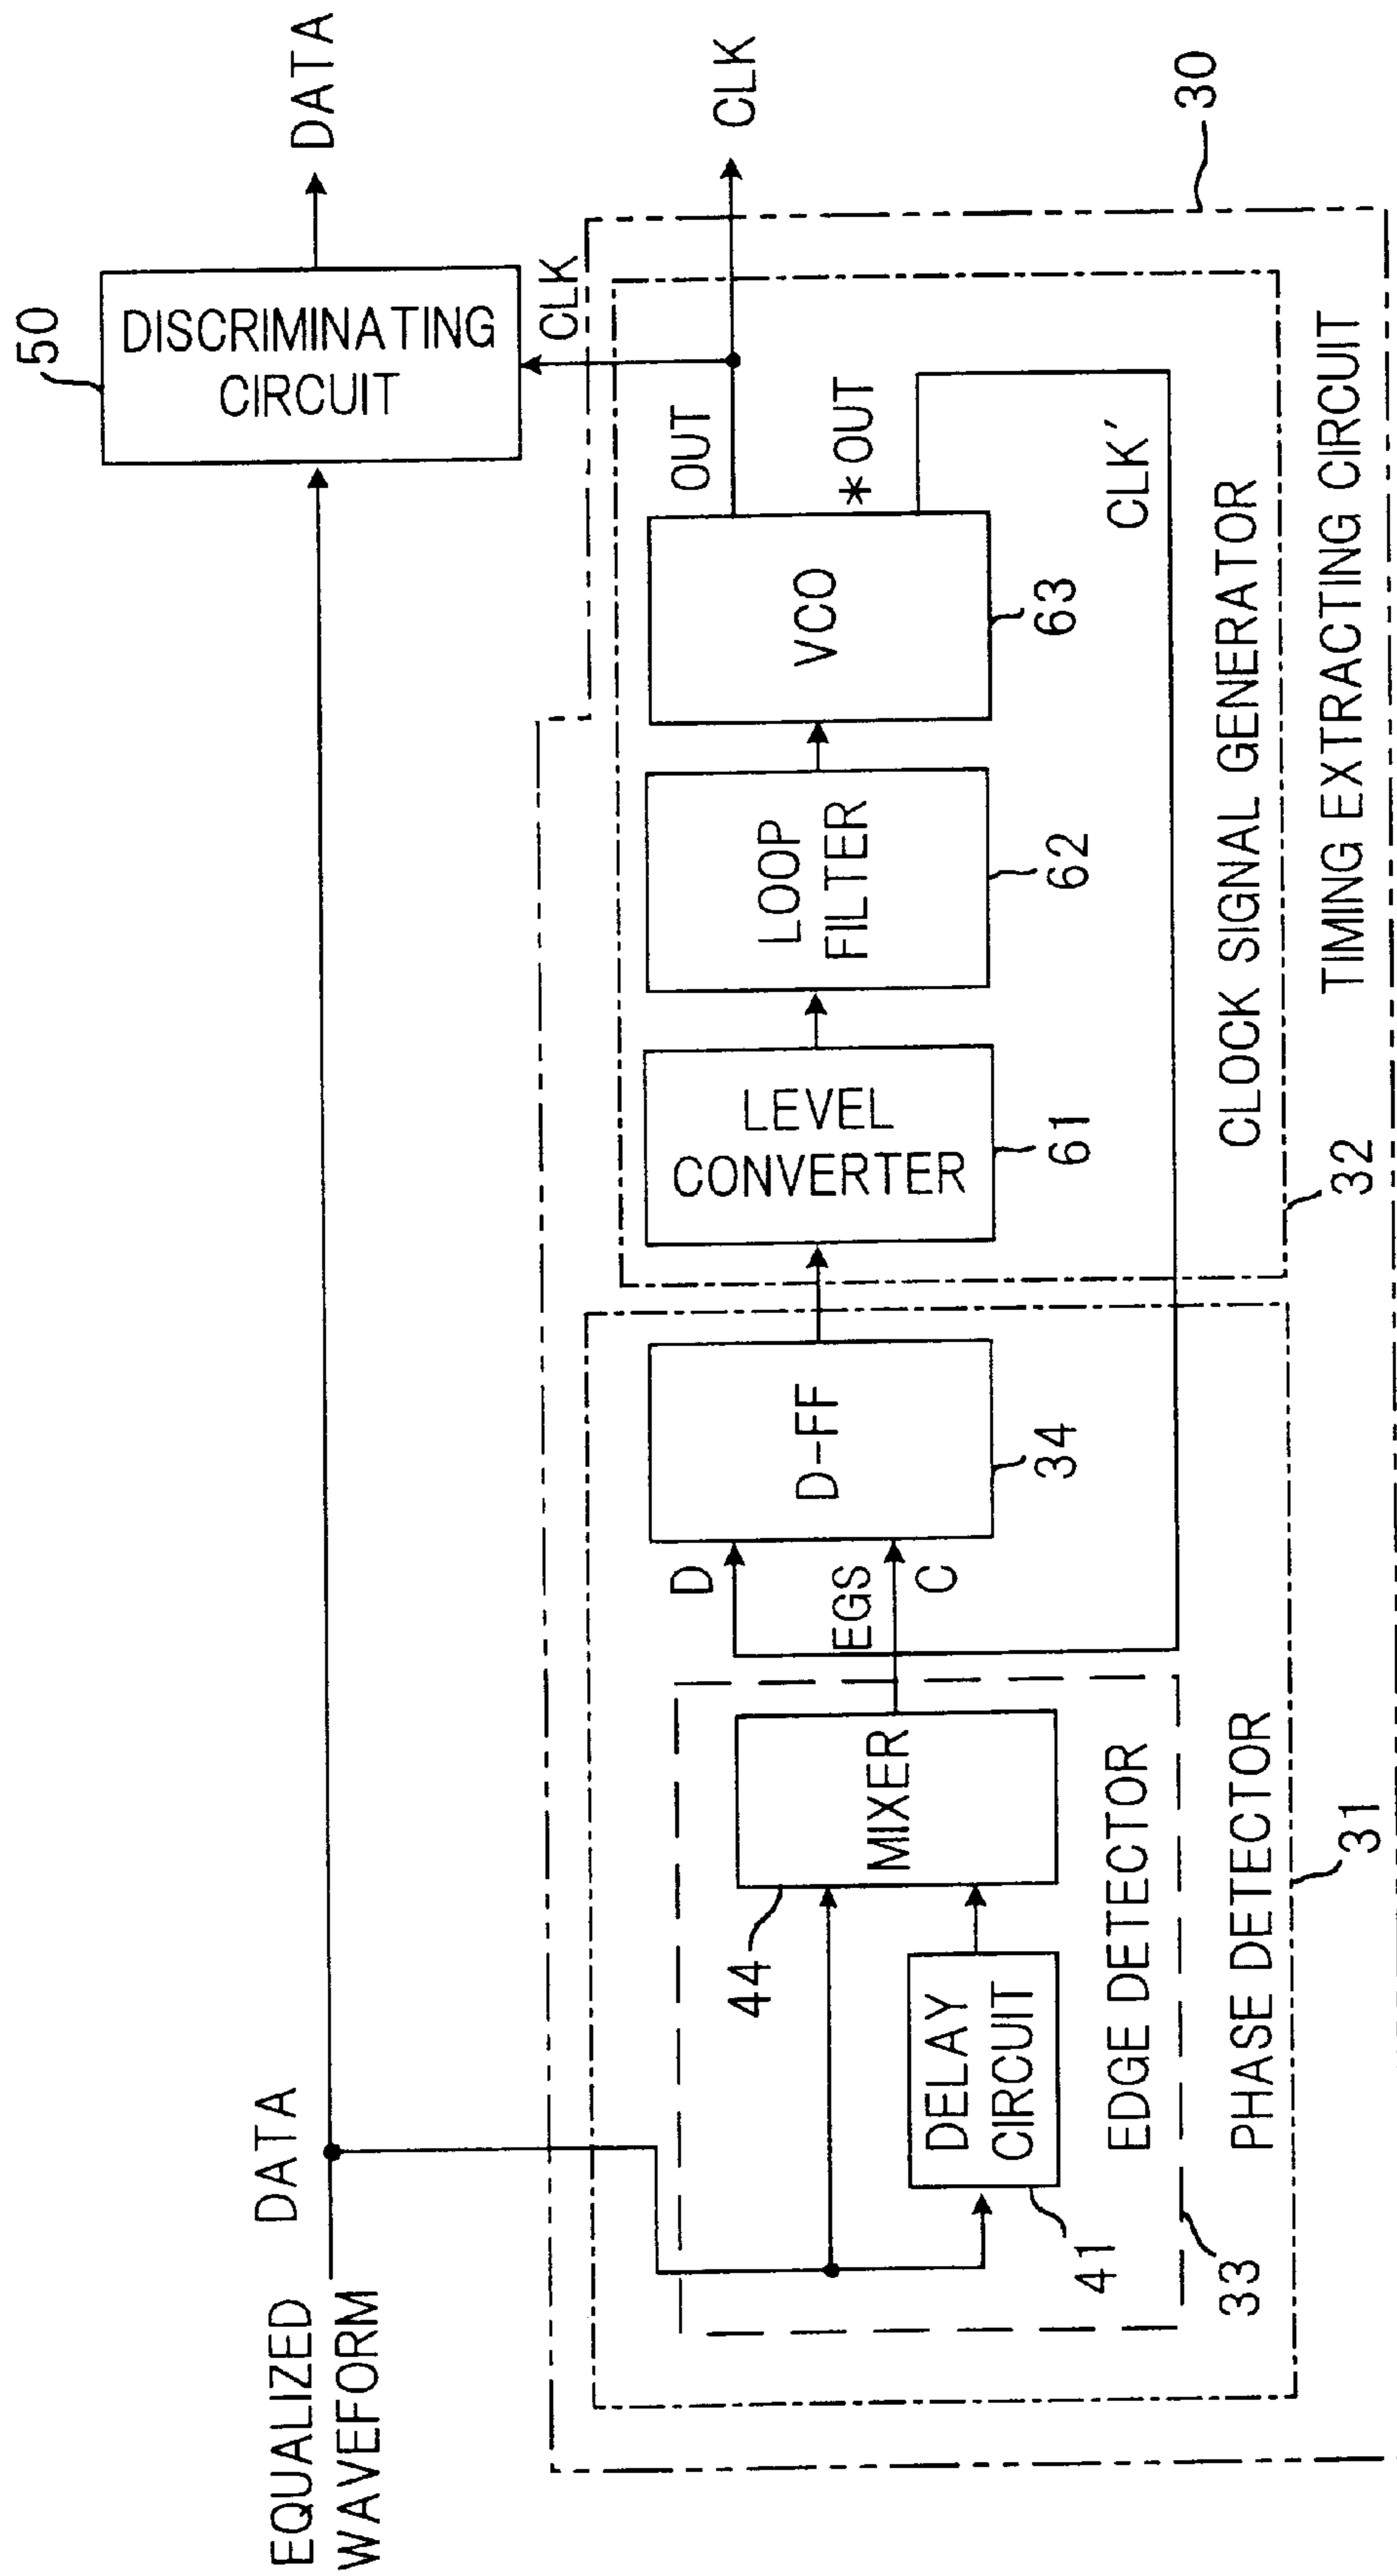 EQUALIZED
WAVEFORM
DATA
50
DISCRIMINATING
CIRCUIT
DATA
CLK
CLK
OUT
*OUT
CLK′
44
MIXER
DELAY
CIRCUIT
41
EDGE DETECTOR
33
D
EGS
C
D-FF
34
PHASE DETECTOR
31
LEVEL
CONVERTER
61
LOOP
FILTER
62
VCO
63
CLOCK SIGNAL GENERATOR
32
TIMING EXTRACTING CIRCUIT
30